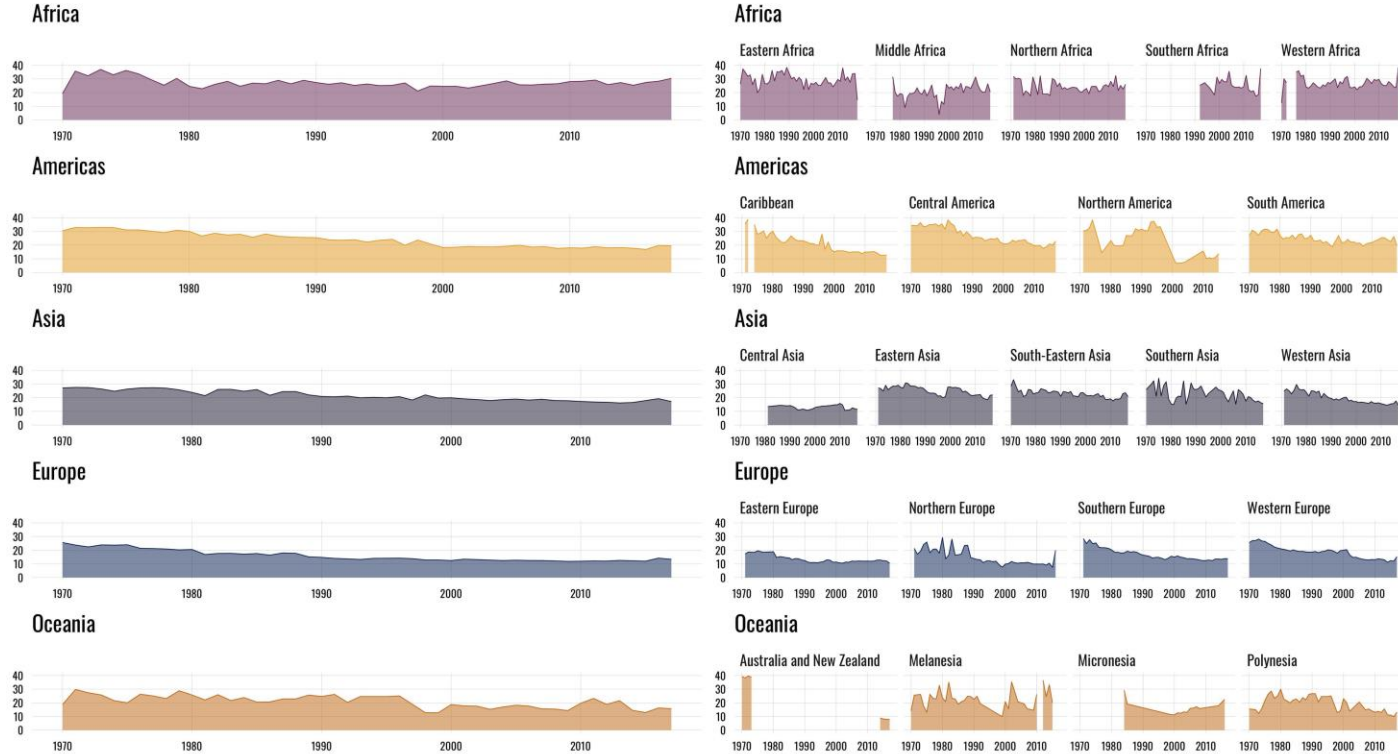 Africa
40
30
20
10
0
1970 1980 1990 2000 2010
Africa
Eastern Africa Middle Africa Northern Africa Southern Africa Western Africa
40
30
20
10
0
1970 1980 1990 2000 2010 1970 1980 1990 2000 2010 1970 1980 1990 2000 2010 1970 1980 1990 2000 2010 1970 1980 1990 2000 2010
Americas
40
30
20
10
0
1970 1980 1990 2000 2010
Americas
Caribbean Central America Northern America South America
40
30
20
10
0
1970 1980 1990 2000 2010 1970 1980 1990 2000 2010 1970 1980 1990 2000 2010 1970 1980 1990 2000 2010
Asia
40
30
20
10
0
1970 1980 1990 2000 2010
Asia
Central Asia Eastern Asia South-Eastern Asia Southern Asia Western Asia
40
30
20
10
0
1970 1980 1990 2000 2010 1970 1980 1990 2000 2010 1970 1980 1990 2000 2010 1970 1980 1990 2000 2010 1970 1980 1990 2000 2010
Europe
40
30
20
10
0
1970 1980 1990 2000 2010
Europe
Eastern Europe Northern Europe Southern Europe Western Europe
40
30
20
10
0
1970 1980 1990 2000 2010 1970 1980 1990 2000 2010 1970 1980 1990 2000 2010 1970 1980 1990 2000 2010
Oceania
40
30
20
10
0
1970 1980 1990 2000 2010
Oceania
Australia and New Zealand Melanesia Micronesia Polynesia
40
30
20
10
0
1970 1980 1990 2000 2010 1970 1980 1990 2000 2010 1970 1980 1990 2000 2010 1970 1980 1990 2000 2010